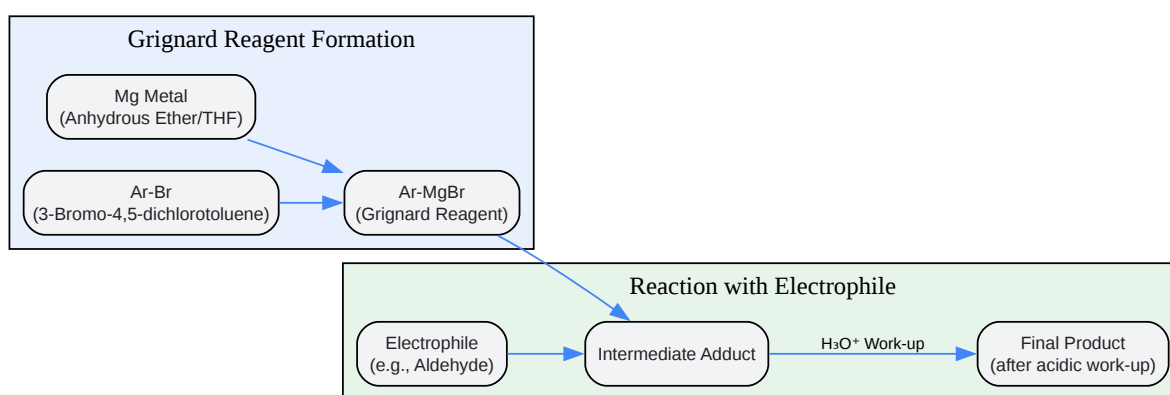 Grignard Reagent Formation
Mg Metal
(Anhydrous Ether/THF)
Ar-Br
(3-Bromo-4,5-dichlorotoluene)
Ar-MgBr
(Grignard Reagent)
Reaction with Electrophile
Electrophile
(e.g., Aldehyde)
Intermediate Adduct
H₃O⁺ Work-up
Final Product
(after acidic work-up)